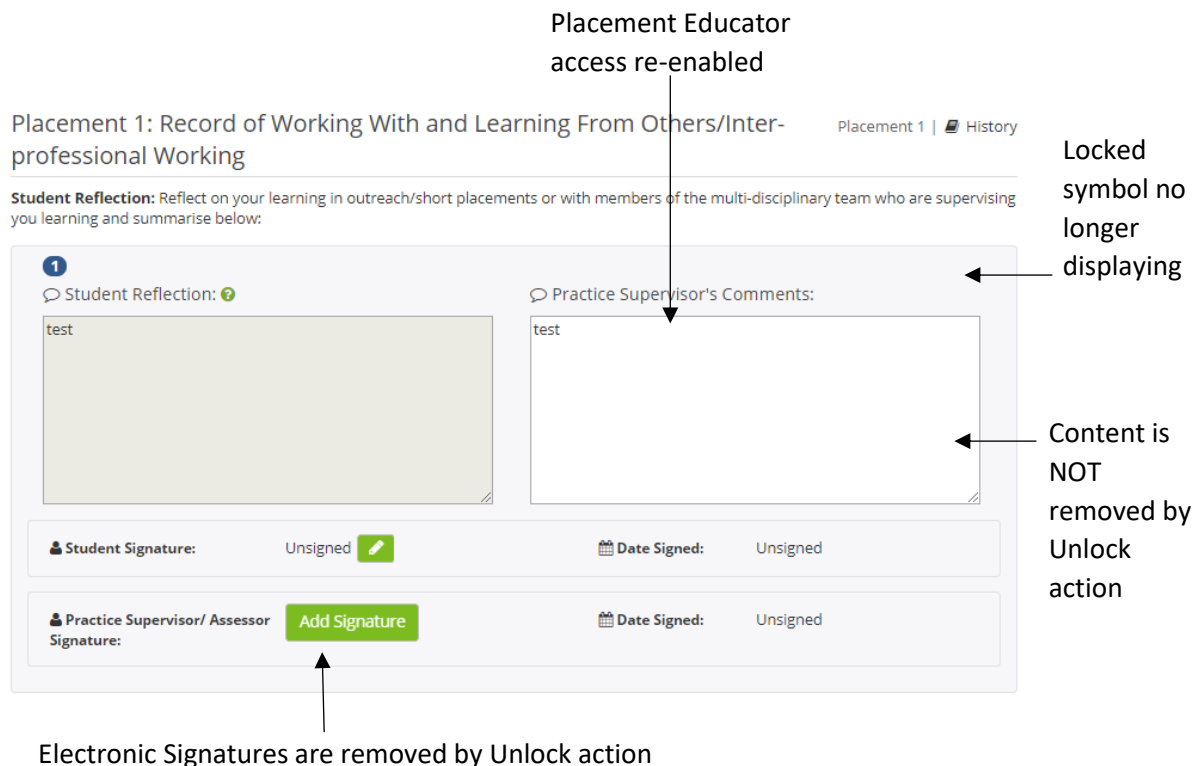 Placement Educator
access re-enabled
Placement 1: Record of Working With and Learning From Others/Inter-
professional Working
Placement 1 | History
Locked
symbol no
longer
displaying
Student Reflection: Reflect on your learning in outreach/short placements or with members of the multi-disciplinary team who are supervising
you learning and summarise below:
1
Student Reflection: ?
Practice Supervisor's Comments:
test
test
Content is
NOT
removed by
Unlock
action
Student Signature: Unsigned
Date Signed: Unsigned
Practice Supervisor/ Assessor
Signature:
Add Signature
Date Signed: Unsigned
Electronic Signatures are removed by Unlock action